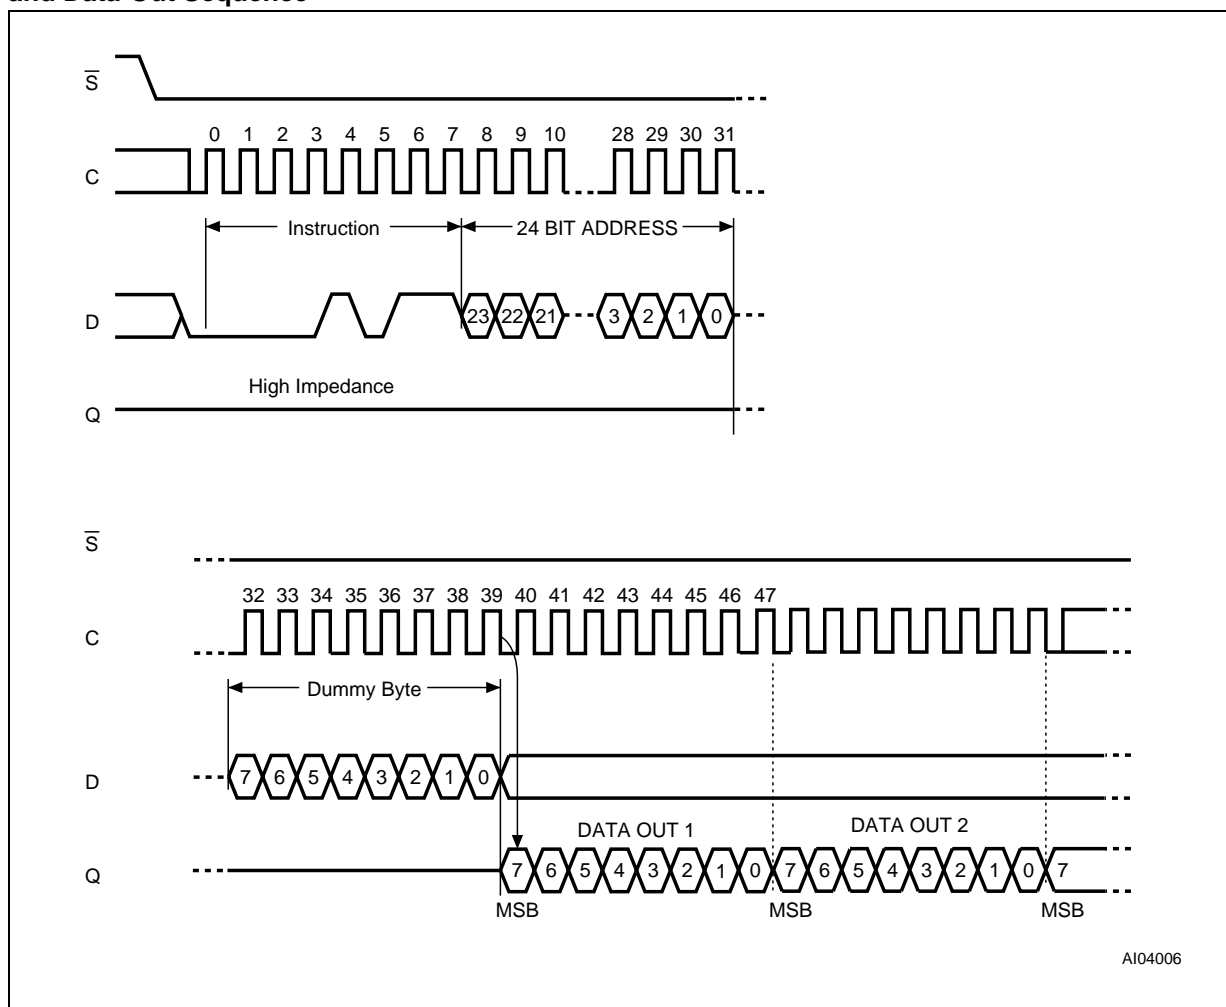 and Data-Out Sequence
S
0 1 2 3 4 5 6 7 8 9 10 28 29 30 31
C
Instruction 24 BIT ADDRESS
D 23 22 21 3 2 1 0
High Impedance
Q
S
32 33 34 35 36 37 38 39 40 41 42 43 44 45 46 47
C
Dummy Byte
D 7 6 5 4 3 2 1 0
DATA OUT 1 DATA OUT 2
Q 7 6 5 4 3 2 1 0 7 6 5 4 3 2 1 0 7
MSB MSB MSB
AI04006